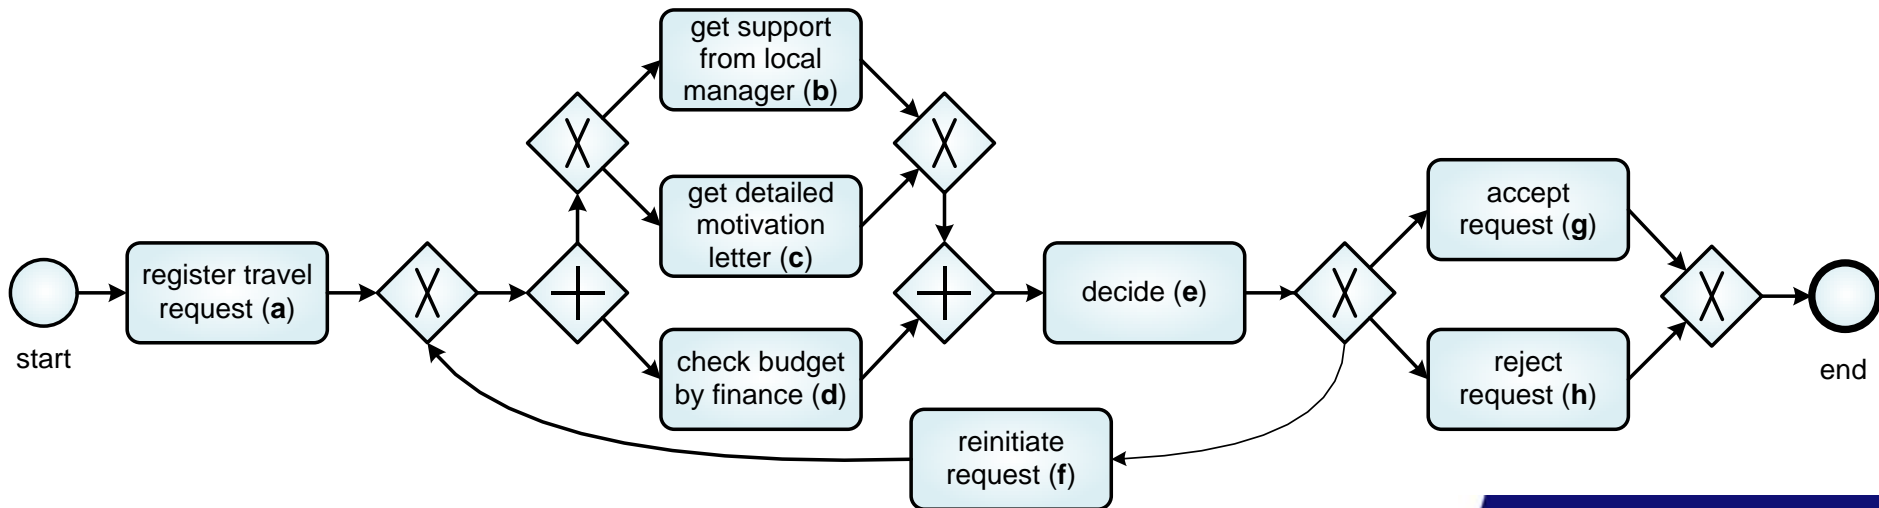 start
register travel
request (a)
get support
from local
manager (b)
get detailed
motivation
letter (c)
check budget
by finance (d)
decide (e)
reinitiate
request (f)
accept
request (g)
reject
request (h)
end